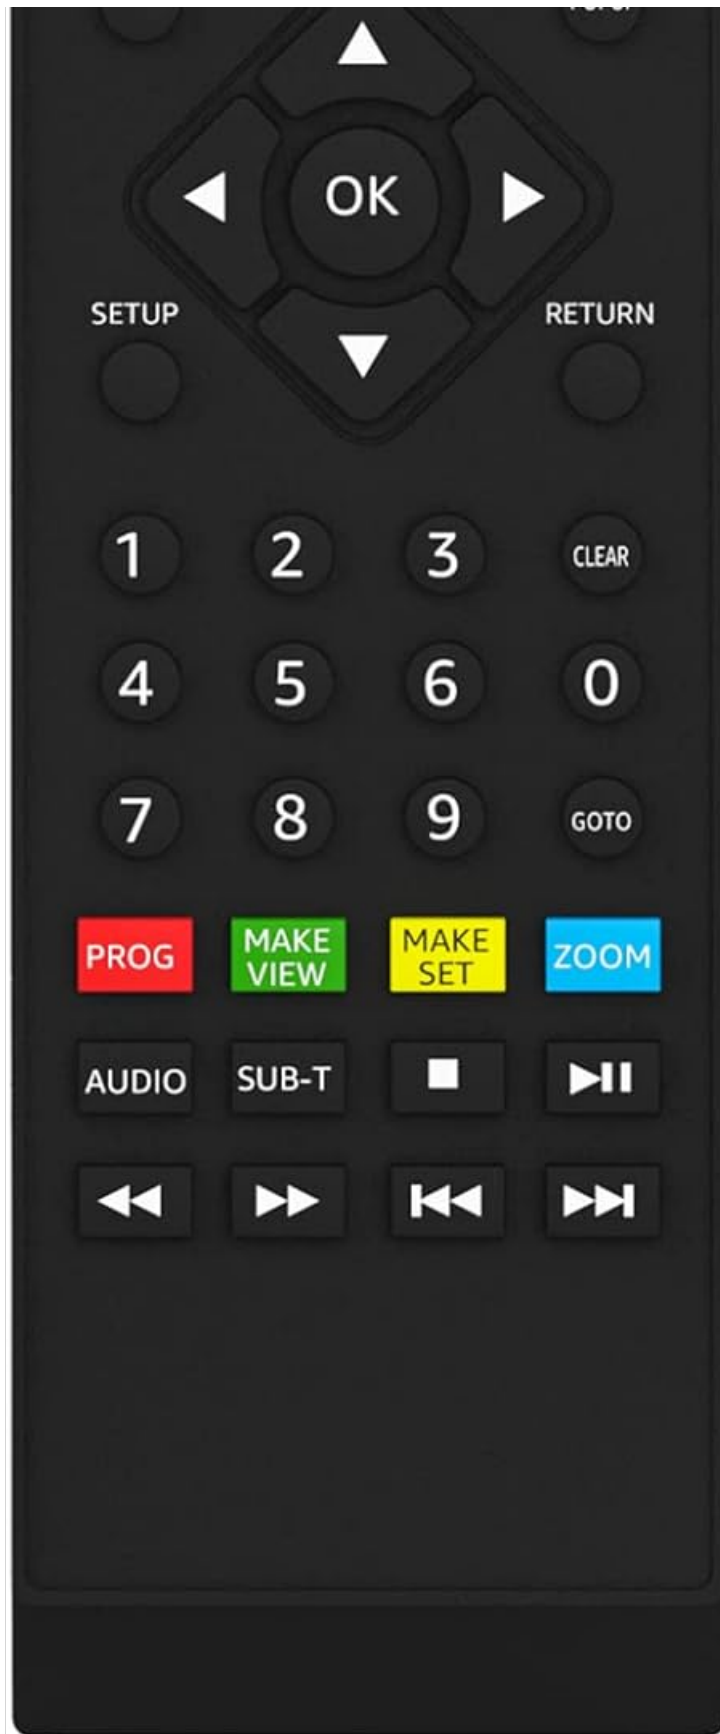 OK
SETUP RETURN
1 2 3 CLEAR
4 5 6 0
7 8 9 GOTO
PROG MAKE VIEW MAKE SET ZOOM
AUDIO SUB-T